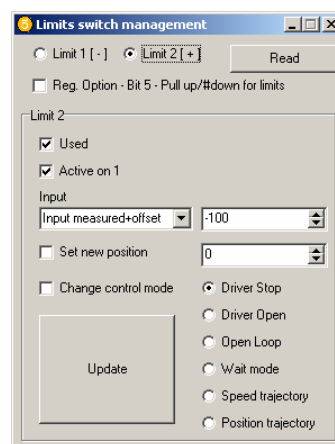 Limits switch management
Limit 1 [ - ] Limit 2 [ + ] Read
Reg. Option - Bit 5 - Pull up/#down for limits
Limit 2
Used
Active on 1
Input
Input measured+offset -100
Set new position 0
Change control mode Driver Stop
Driver Open
Open Loop
Update Wait mode
Speed trajectory
Position trajectory